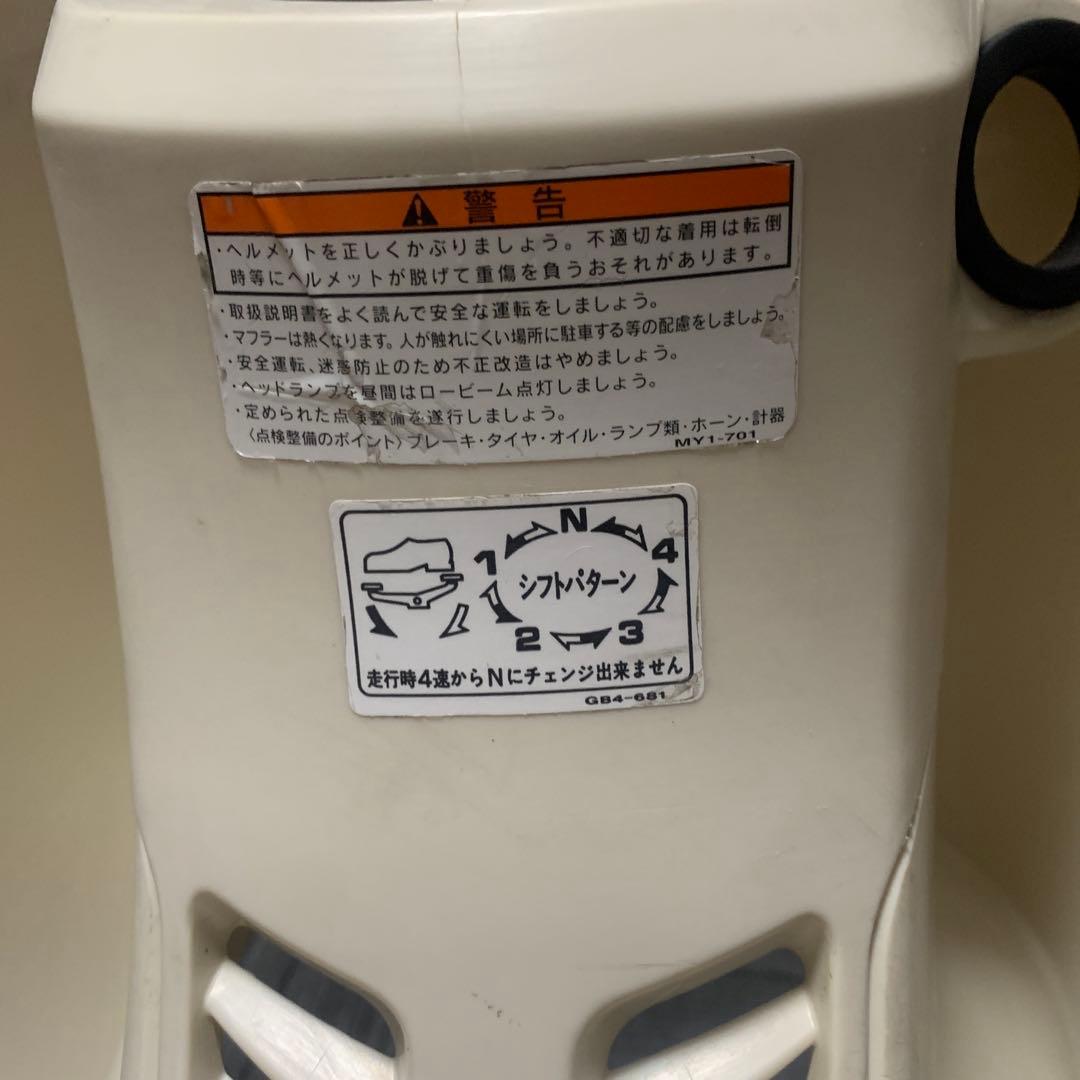 警告
・ヘルメットを正しくかぶりましょう。不適切な着用は転倒
時等にヘルメットが脱げて重傷を負うおそれがあります。
・取扱説明書をよく読んで安全な運転をしましょう。
・マフラーは熱くなります。人が触れにくい場所に駐車する等の配慮をしましょう。
・安全運転、迷惑防止のため不正改造はやめましょう。
・ヘッドランプを昼間はロービーム点灯しましょう。
・定められた点検整備を遂行しましょう。
〈点検整備のポイント〉ブレーキ・タイヤ・オイル・ランプ類・ホーン・計器
MY1-701
N
1
4
シフトパターン
2
3
走行時4速からNにチェンジ出来ません
GB4-681